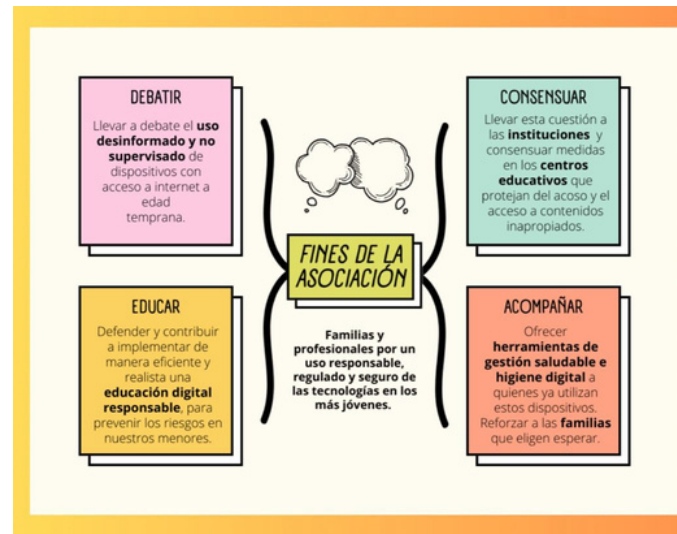 DEBATIR
Llevar a debate el uso
desinformado y no
supervisado de
dispositivos con
acceso a internet a
edad
temprana.
CONSENSUAR
Llevar esta cuestión a
las instituciones y
consensuar medidas
en los centros
educativos que
protejan del acoso y el
acceso a contenidos
inapropiados.
FINES DE LA
ASOCIACIÓN
Familias y
profesionales por un
uso responsable,
regulado y seguro de
las tecnologías en los
más jóvenes.
EDUCAR
Defender y contribuir
a implementar de
manera eficiente y
realista una
educación digital
responsable, para
prevenir los riesgos en
nuestros menores.
ACOMPAÑAR
Ofrecer
herramientas de
gestión saludable e
higiene digital a
quienes ya utilizan
estos dispositivos.
Reforzar a las familias
que eligen esperar.